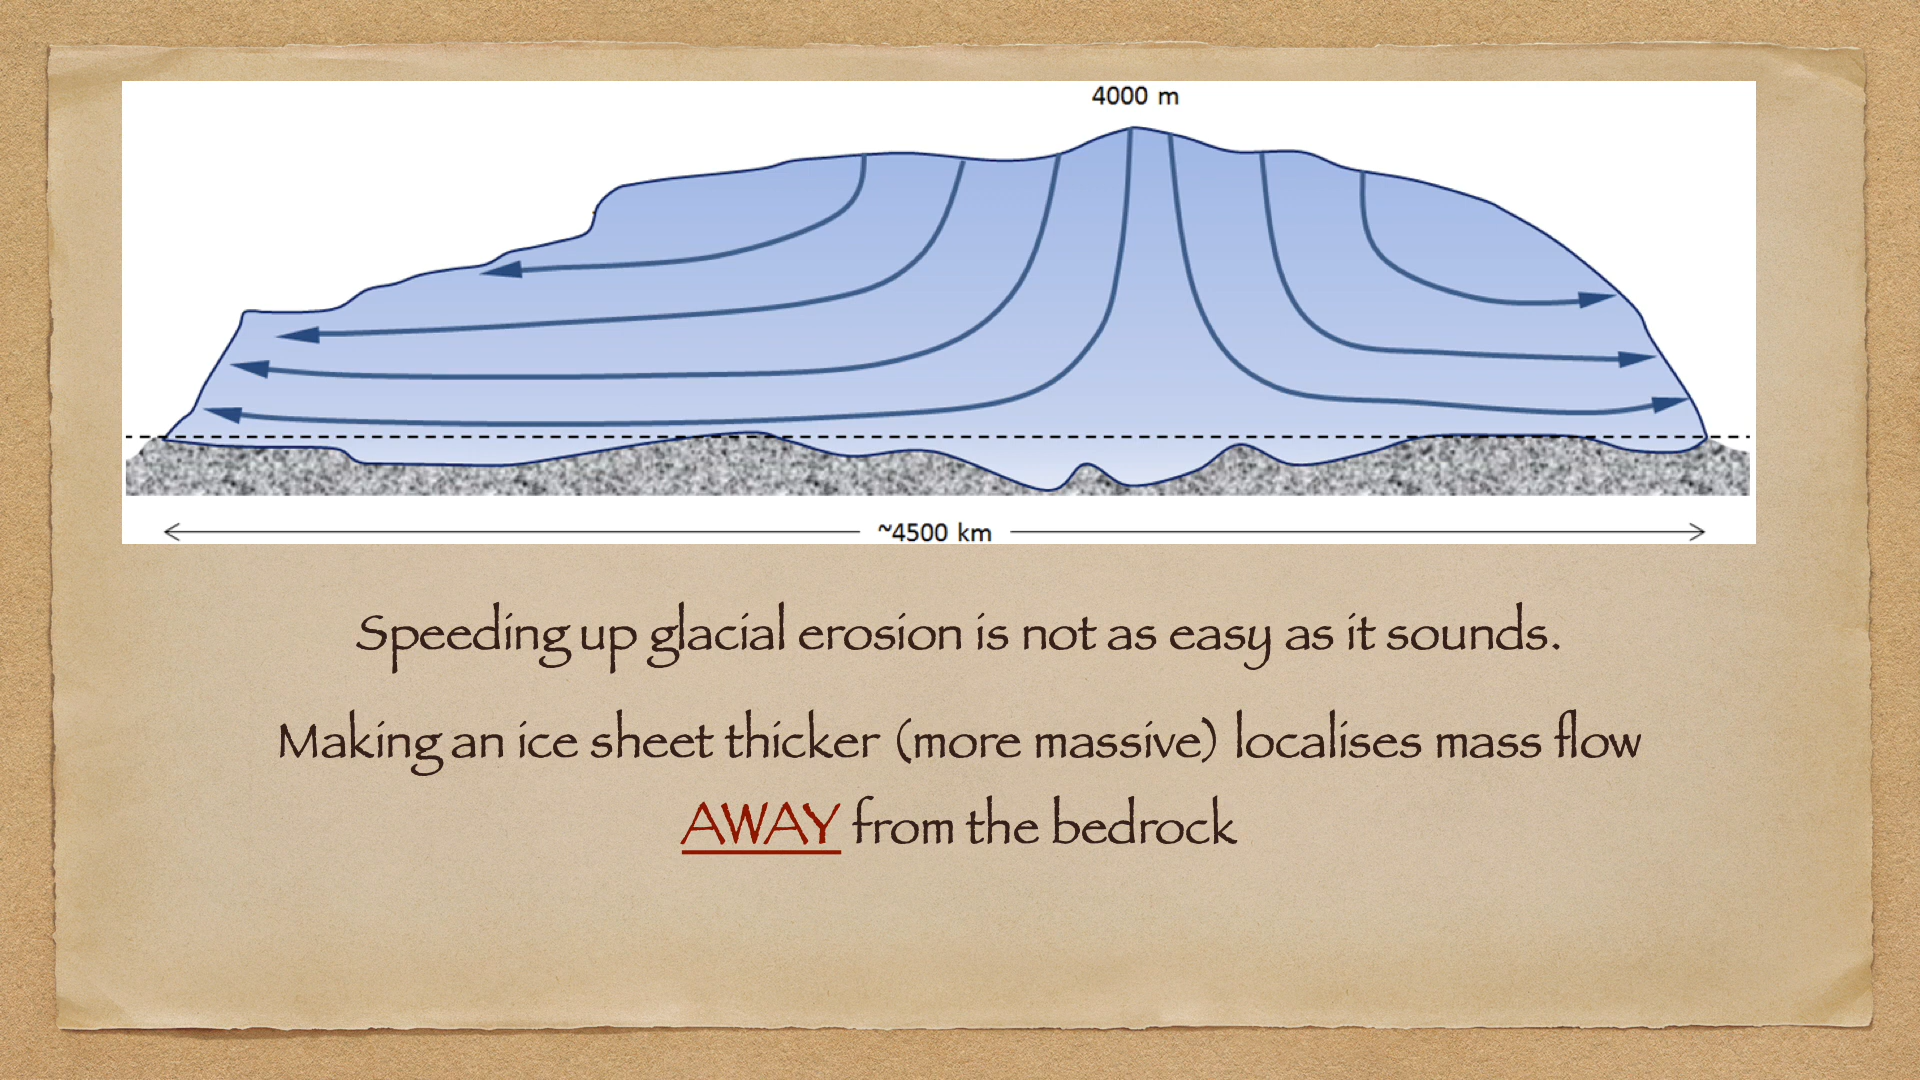 4000 m
~4500 km
Speeding up glacial erosion is not as easy as it sounds.
Making an ice sheet thicker (more massive) localises mass flow
AWAY from the bedrock